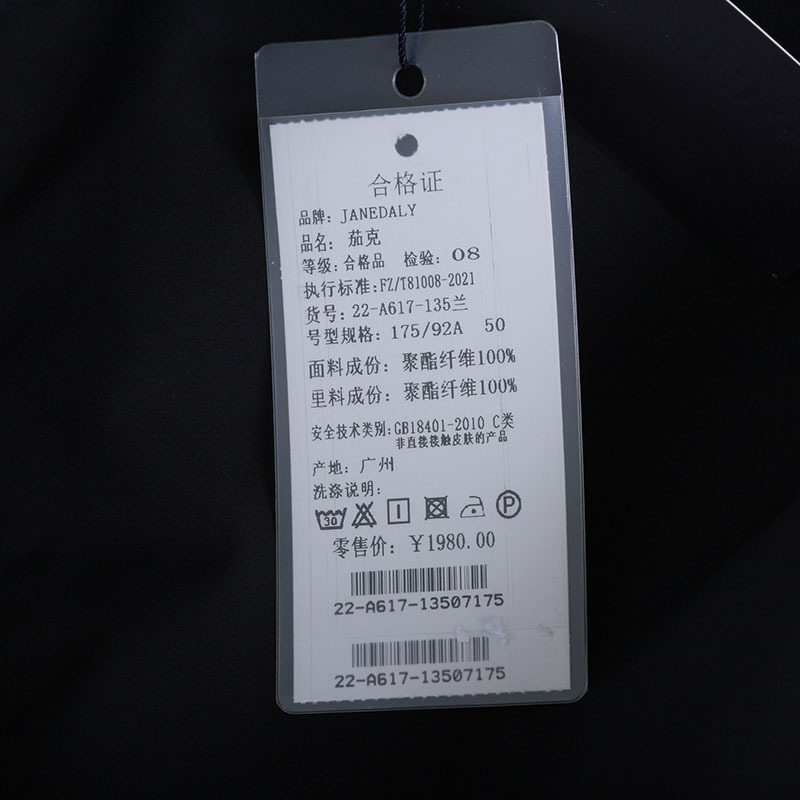 合格证
品牌: JANEDALY
品名: 茄克
等级: 合格品 检验: 08
执行标准:FZ/T81008-2021
货号: 22-A617-135兰
号型规格: 175/92A 50
面料成份: 聚酯纤维100%
里料成份: 聚酯纤维100%
安全技术类别:GB18401-2010 C类
非直接接触皮肤的产品
产地: 广州
洗涤说明:
30 P
零售价: ¥1980.00
22-A617-13507175
22-A617-13507175